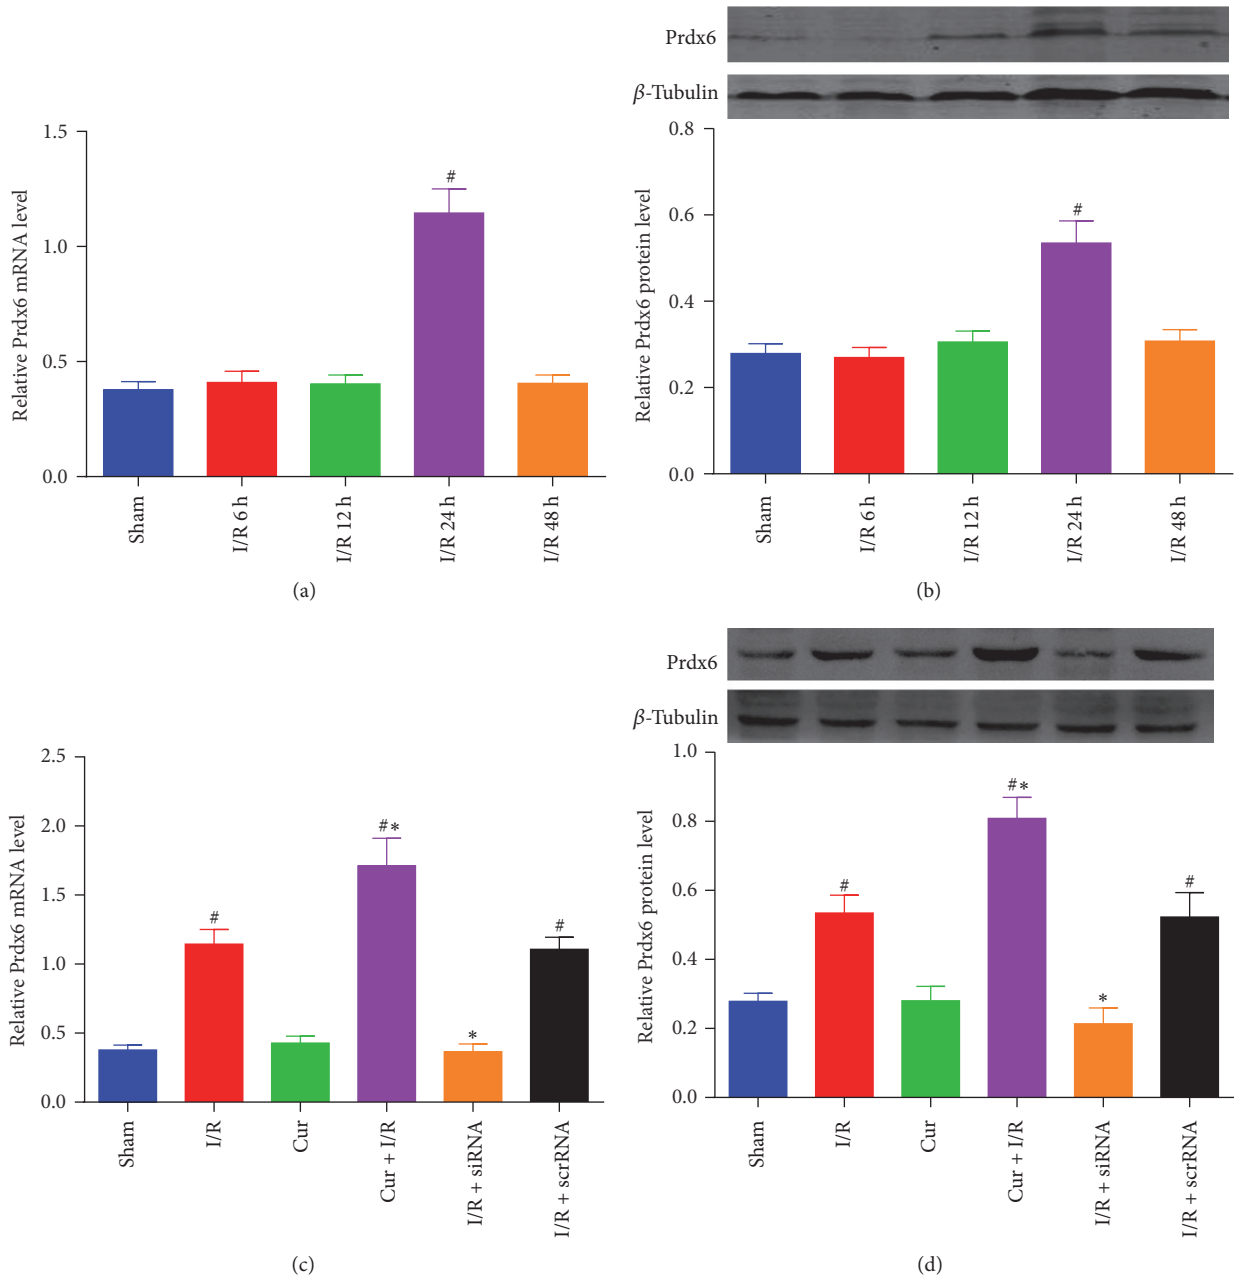 Relative Prdx6 mRNA level
1.5
1.0
0.5
0.0
#
Sham
I/R 6 h
I/R 12 h
I/R 24 h
I/R 48 h
(a)
Prdx6
β-Tubulin
Relative Prdx6 protein level
0.8
0.6
0.4
0.2
0.0
#
Sham
I/R 6 h
I/R 12 h
I/R 24 h
I/R 48 h
(b)
Relative Prdx6 mRNA level
2.5
2.0
1.5
1.0
0.5
0.0
#
#*
*
#
Sham
I/R
Cur
Cur + I/R
I/R + siRNA
I/R + scrRNA
(c)
Prdx6
β-Tubulin
Relative Prdx6 protein level
1.0
0.8
0.6
0.4
0.2
0.0
#
#*
*
#
Sham
I/R
Cur
Cur + I/R
I/R + siRNA
I/R + scrRNA
(d)